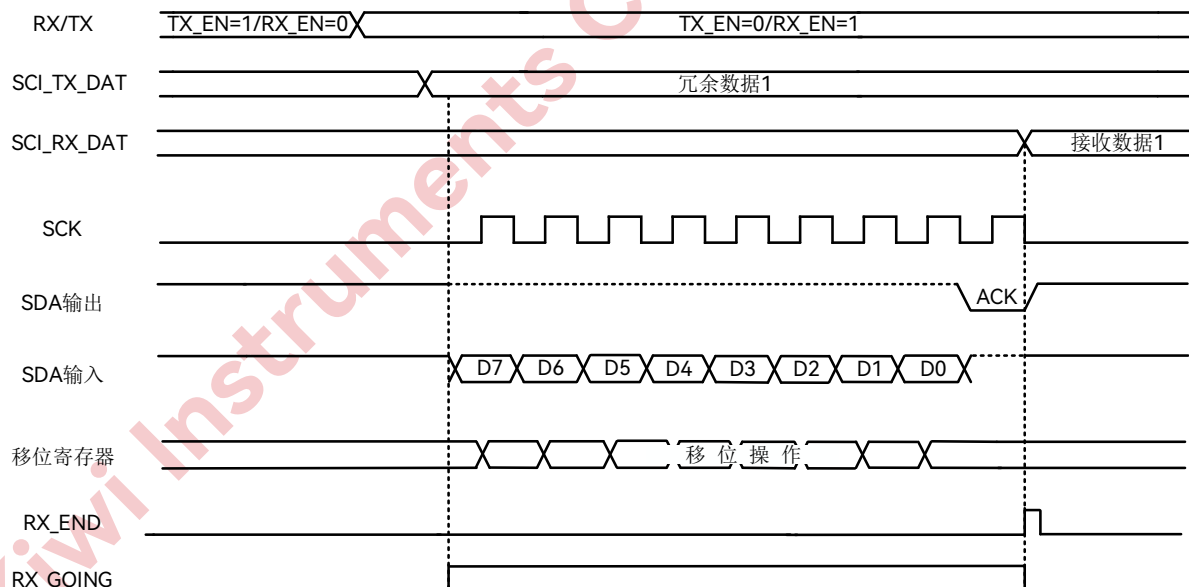 RX/TX TX_EN=1/RX_EN=0 TX_EN=0/RX_EN=1
SCI_TX_DAT 冗余数据1
SCI_RX_DAT 接收数据1
SCK
SDA输出 ACK
SDA输入 D7 D6 D5 D4 D3 D2 D1 D0
移位寄存器 移 位 操 作
RX_END
RX_GOING
Kiwi Instruments C